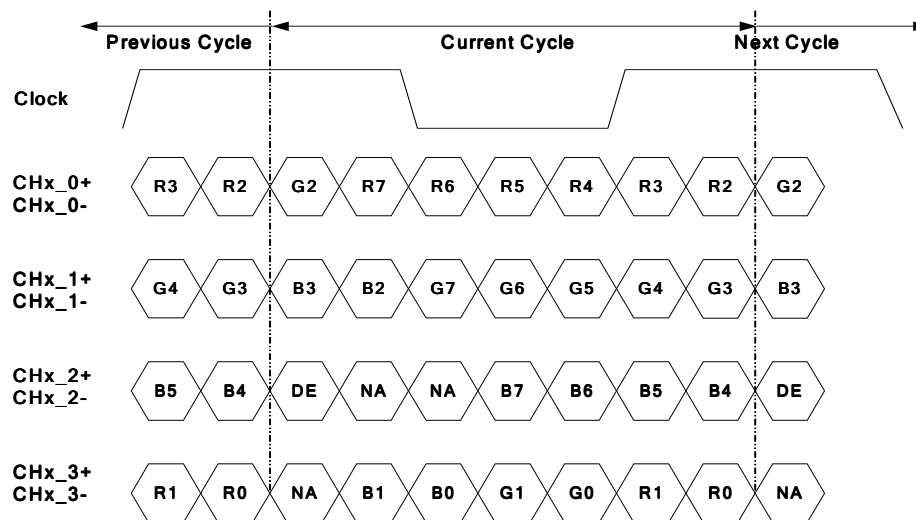 Previous Cycle Current Cycle Next Cycle
Clock
CHx_0+
CHx_0-
R3 R2 G2 R7 R6 R5 R4 R3 R2 G2
CHx_1+
CHx_1-
G4 G3 B3 B2 G7 G6 G5 G4 G3 B3
CHx_2+
CHx_2-
B5 B4 DE NA NA B7 B6 B5 B4 DE
CHx_3+
CHx_3-
R1 R0 NA B1 B0 G1 G0 R1 R0 NA